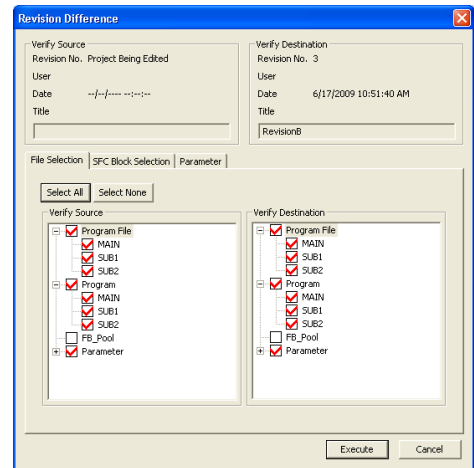 Revision Difference
Verify Source
Revision No. Project Being Edited
User
Date --/--/---- --:--:--
Title
Verify Destination
Revision No. 3
User
Date 6/17/2009 10:51:40 AM
Title
RevisionB
File Selection SFC Block Selection Parameter
Select All Select None
Verify Source
Program File
MAIN
SUB1
SUB2
Program
MAIN
SUB1
SUB2
FB_Pool
Parameter
Verify Destination
Program File
MAIN
SUB1
SUB2
Program
MAIN
SUB1
SUB2
FB_Pool
Parameter
Execute Cancel